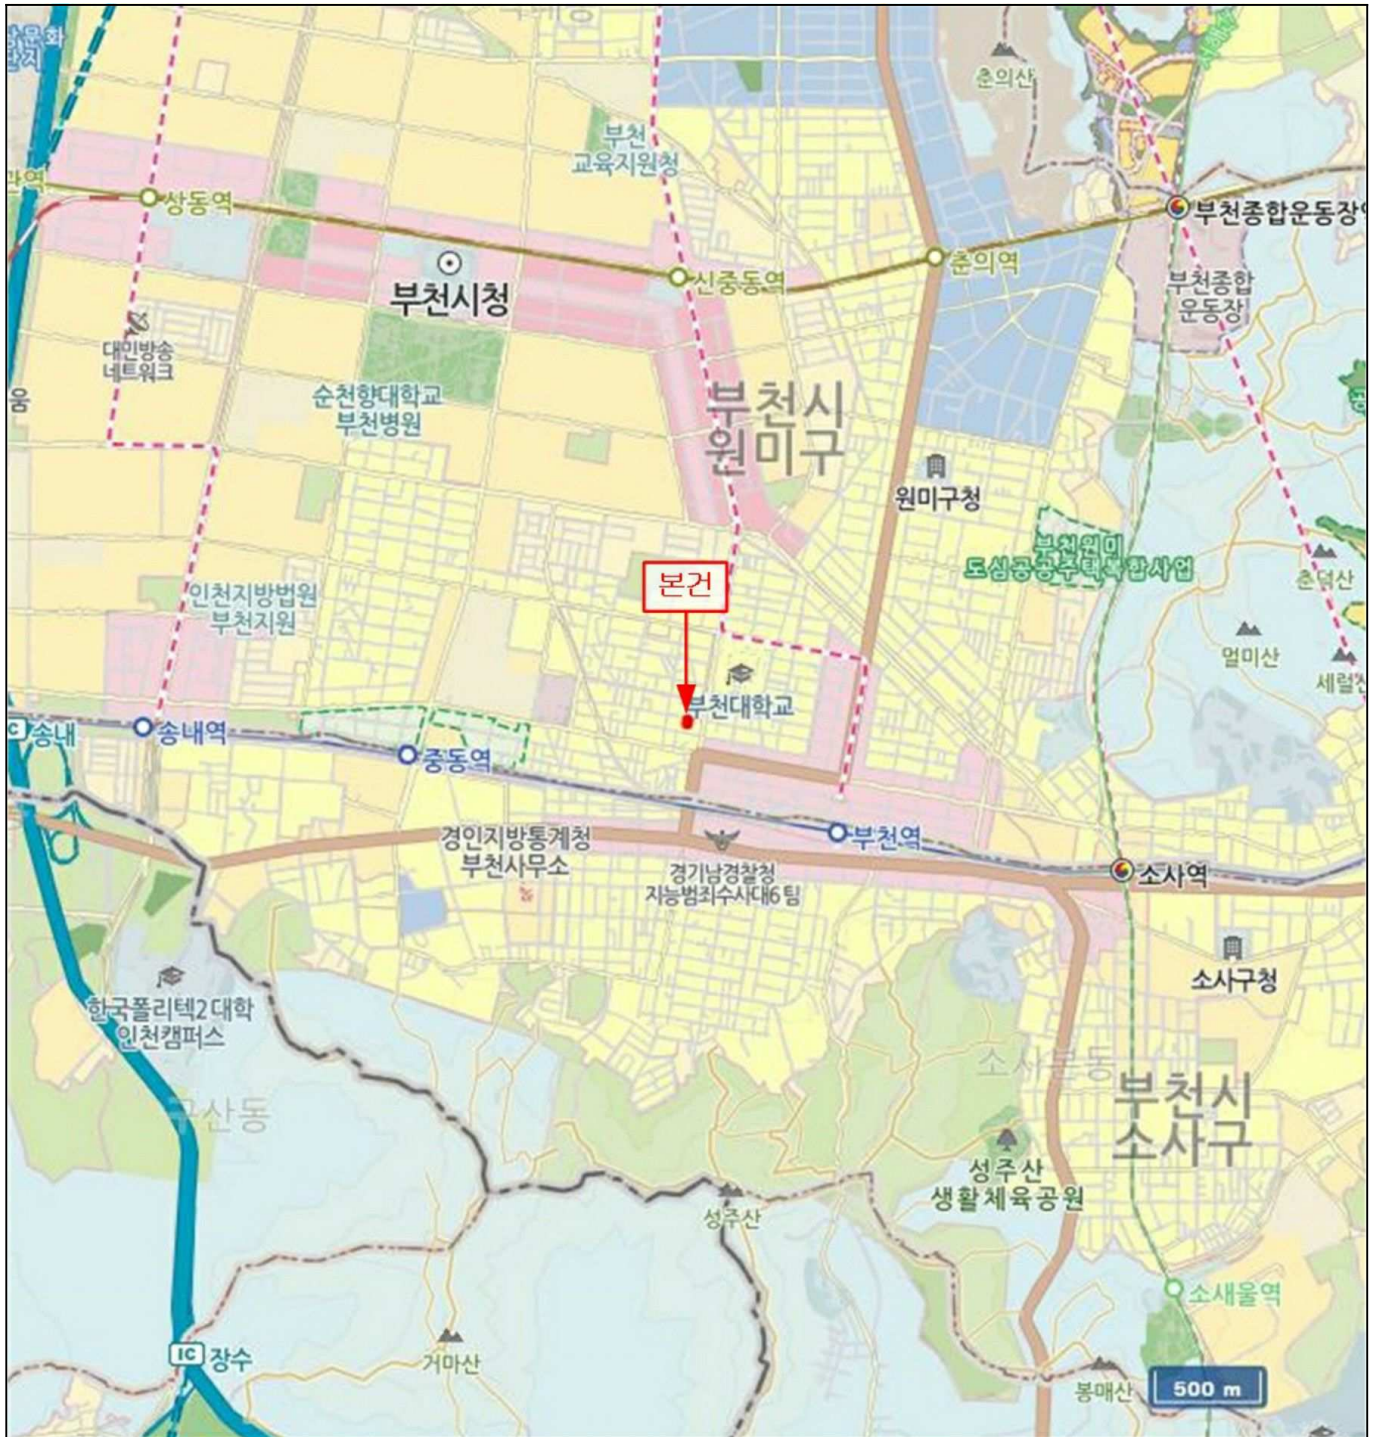 춘의산
부천
교육지원청
상동역
부천종합운동장역
신중동역
춘의역
부천시청
부천종합
운동장
대민방송
네트워크
순천향대학교
부천병원
부천시
원미구
원미구청
부천원미
도심공공주택복합사업
춘덕산
본건
인천지방법원
부천지원
멀미산
부천대학교
송내
송내역
중동역
부천역
경인지방통계청
부천사무소
경기남경찰청
지능범죄수사대6팀
소사역
소사구청
한국폴리텍2대학
인천캠퍼스
소사본동
부천시
소사구
구산동
성주산
생활체육공원
성주산
소새울역
IC 장수
거마산
봉매산
500 m